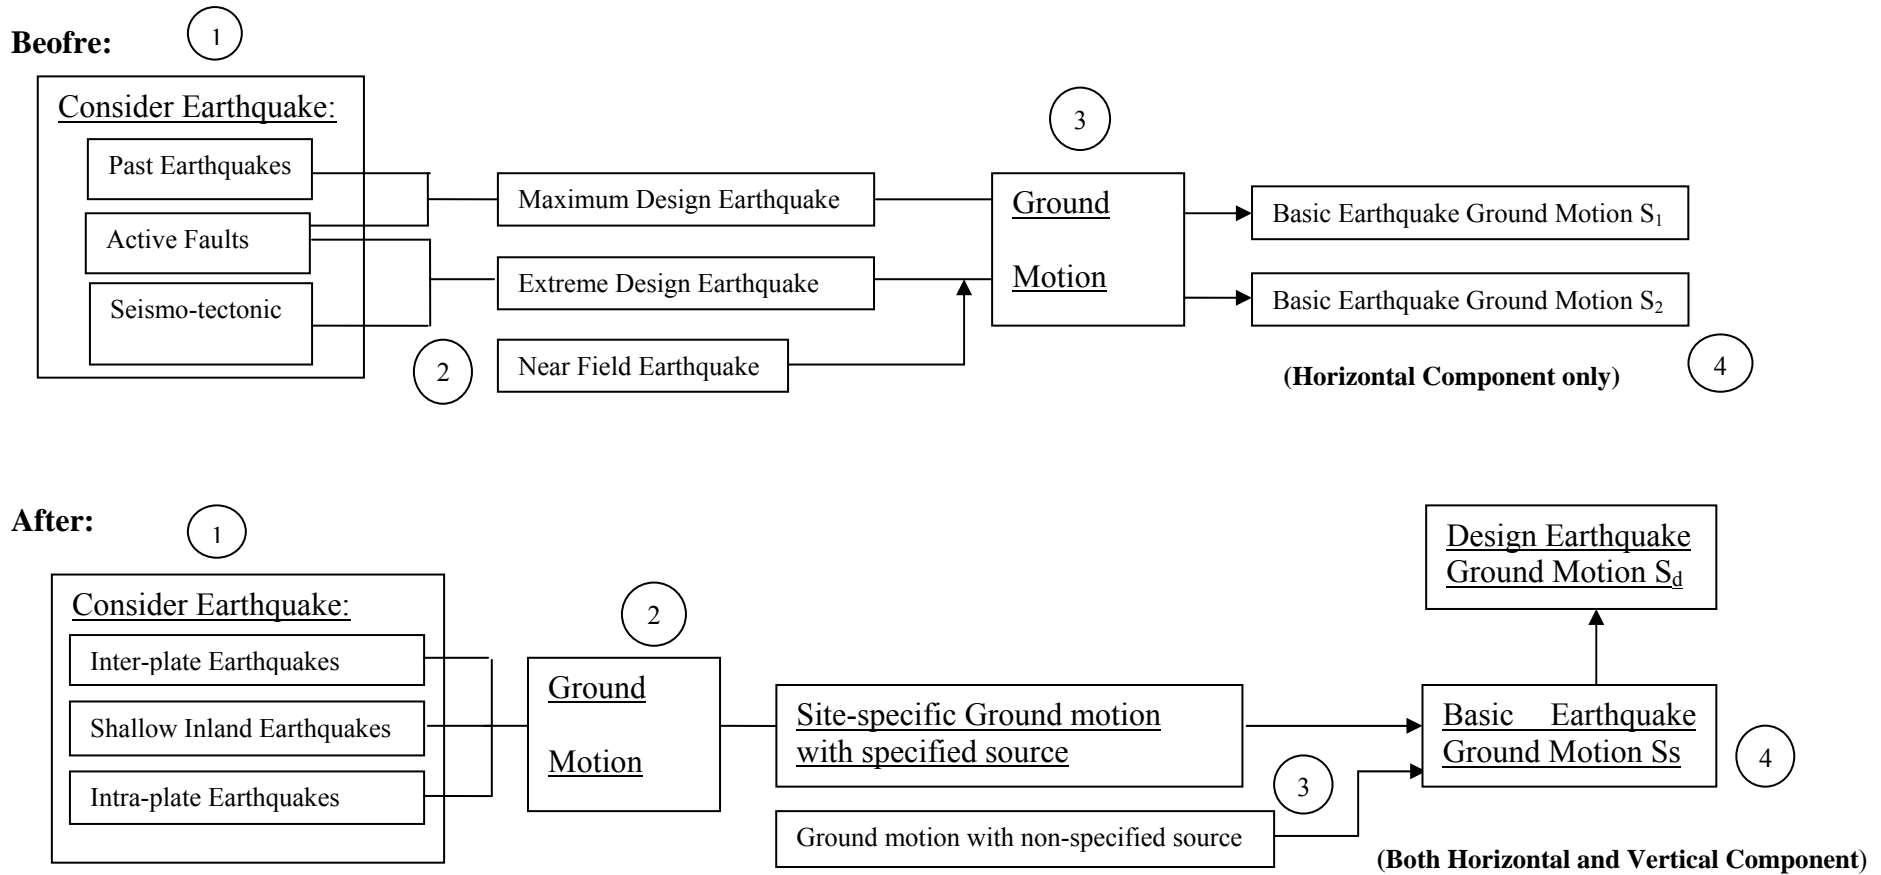 Beofre:
1
Consider Earthquake:
Past Earthquakes
Active Faults
Seismo-tectonic
2
Maximum Design Earthquake
Extreme Design Earthquake
Near Field Earthquake
3
Ground
Motion
Basic Earthquake Ground Motion S1
Basic Earthquake Ground Motion S2
(Horizontal Component only)
4
After:
1
Consider Earthquake:
Inter-plate Earthquakes
Shallow Inland Earthquakes
Intra-plate Earthquakes
2
Ground
Motion
Site-specific Ground motion
with specified source
3
Ground motion with non-specified source
Design Earthquake
Ground Motion Sd
Basic Earthquake
Ground Motion Ss
4
(Both Horizontal and Vertical Component)